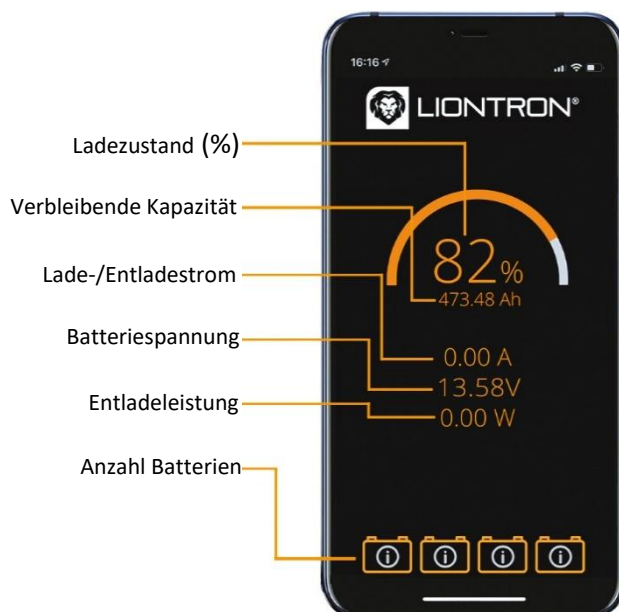 16:16
LIONTRON®
Ladezustand (%)
Verbleibende Kapazität
Lade-/Entladestrom
Batteriespannung
Entladeleistung
Anzahl Batterien
82%
473.48 Ah
0.00 A
13.58V
0.00 W